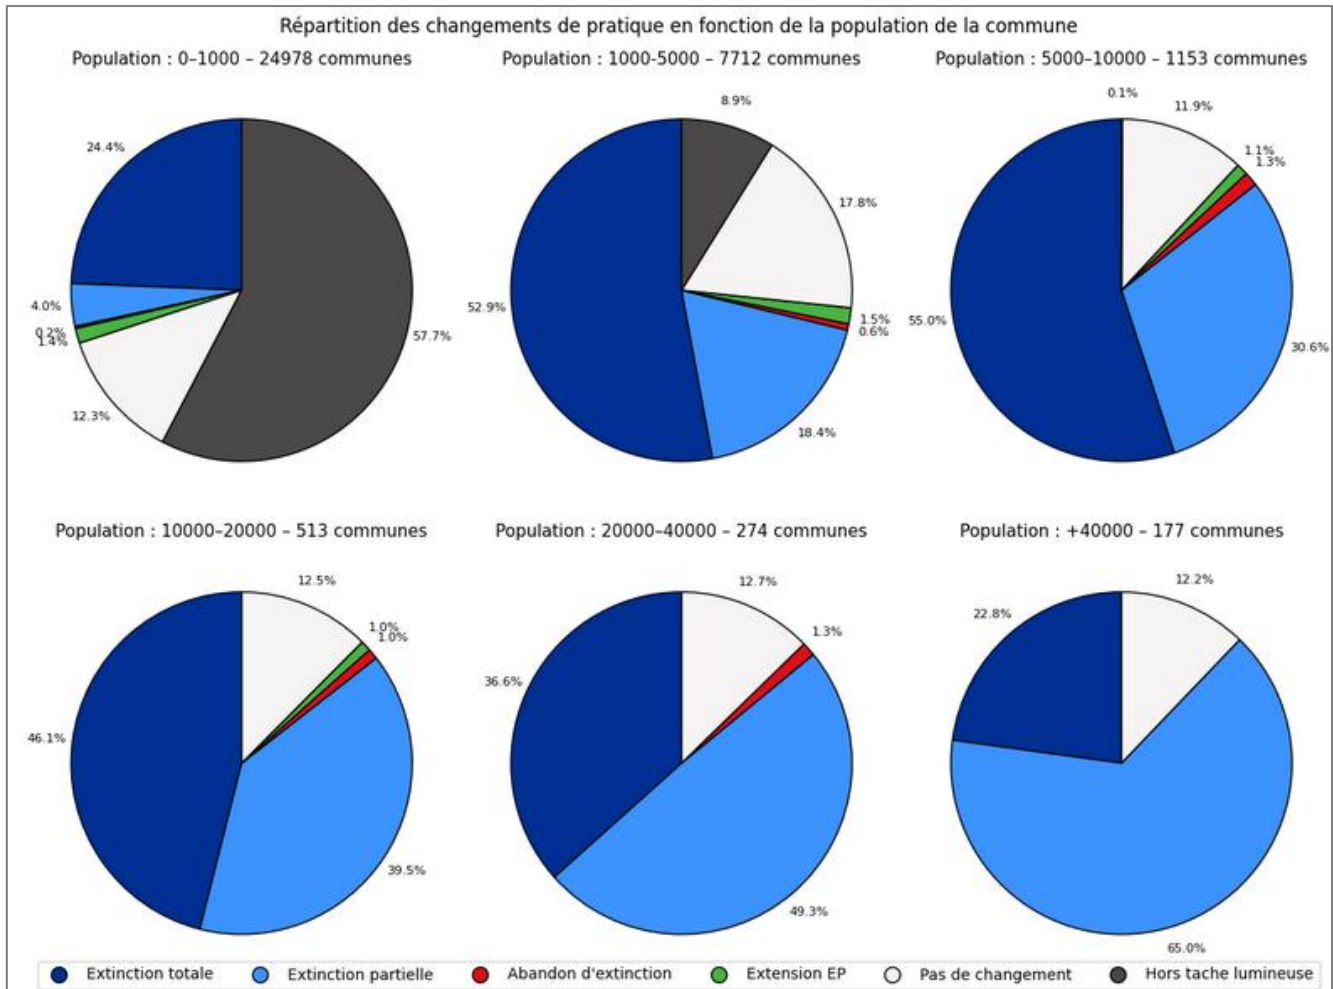 Répartition des changements de pratique en fonction de la population de la commune
Population : 0–1000 – 24978 communes
24.4%
4.0%
0.2%
1.4%
12.3%
57.7%
Population : 1000-5000 – 7712 communes
8.9%
17.8%
52.9%
1.5%
0.6%
18.4%
Population : 5000–10000 – 1153 communes
0.1%
11.9%
1.1%
1.3%
55.0%
30.6%
Population : 10000–20000 – 513 communes
12.5%
1.0%
1.0%
46.1%
39.5%
Population : 20000–40000 – 274 communes
12.7%
1.3%
36.6%
49.3%
Population : +40000 – 177 communes
12.2%
22.8%
65.0%
Extinction totale
Extinction partielle
Abandon d'extinction
Extension EP
Pas de changement
Hors tache lumineuse